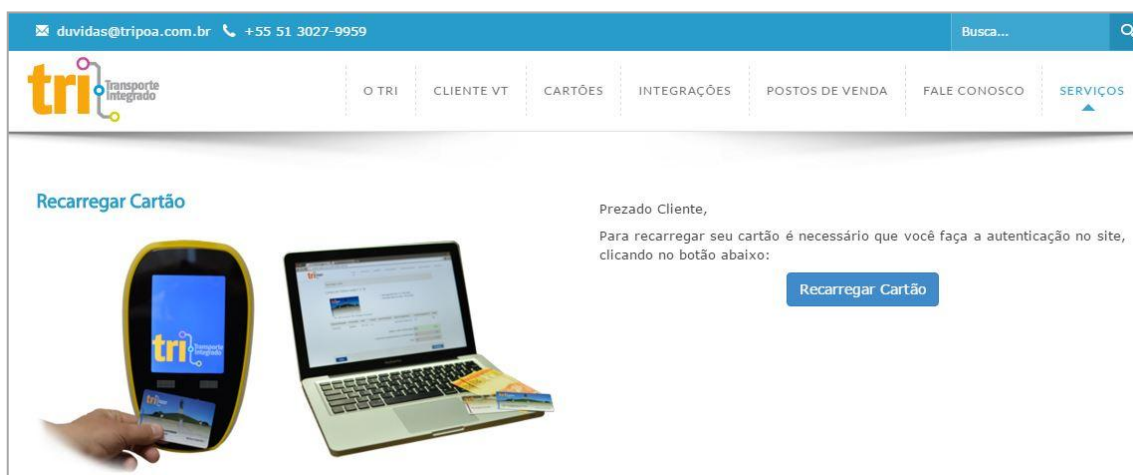 duvidas@tripoa.com.br +55 51 3027-9959 Busca...
tri Transporte
Integrado
O TRI CLIENTE VT CARTÕES INTEGRAÇÕES POSTOS DE VENDA FALE CONOSCO SERVIÇOS
Recarregar Cartão
Prezado Cliente,
Para recarregar seu cartão é necessário que você faça a autenticação no site,
clicando no botão abaixo:
Recarregar Cartão
tri Transporte
Integrado
tri
tri